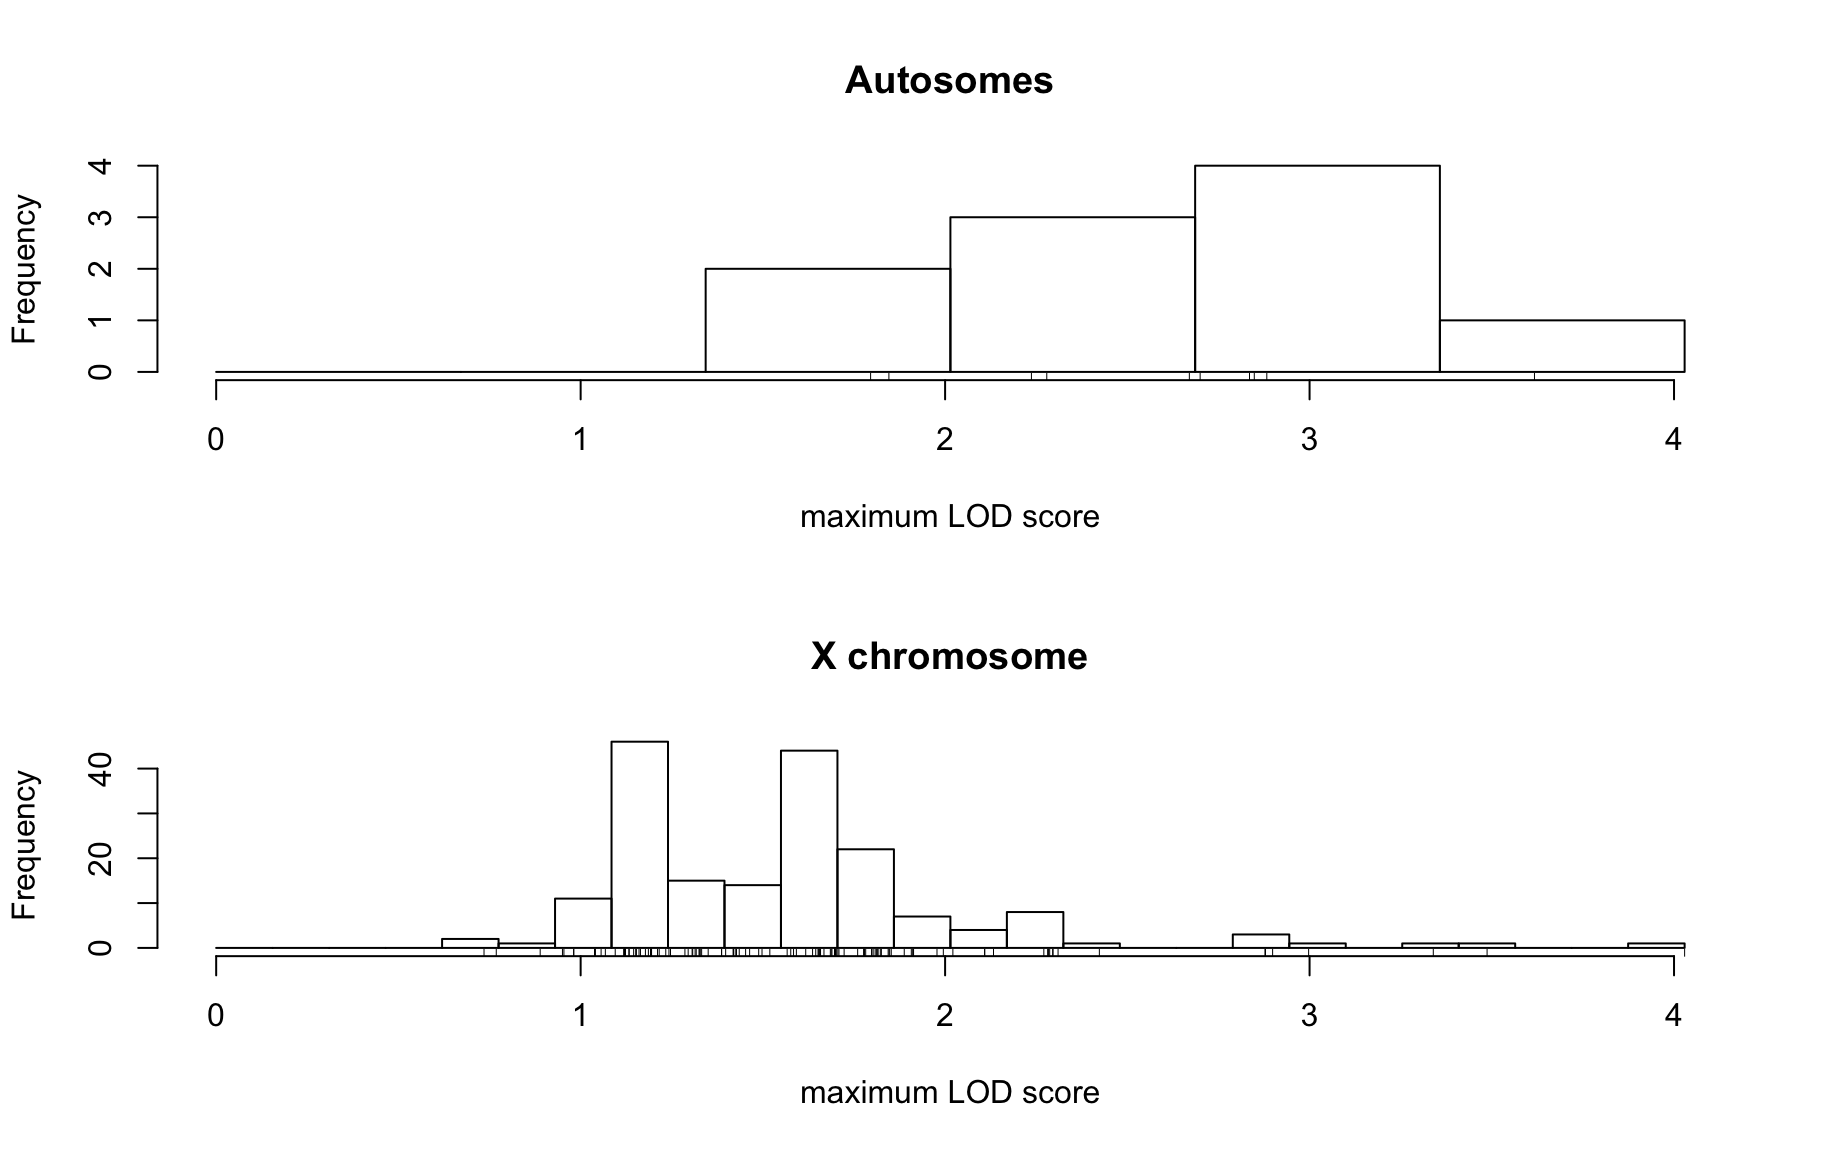 Autosomes
Frequency
4
3
2
1
0
0 1 2 3 4
maximum LOD score
X chromosome
Frequency
40
20
0
0 1 2 3 4
maximum LOD score